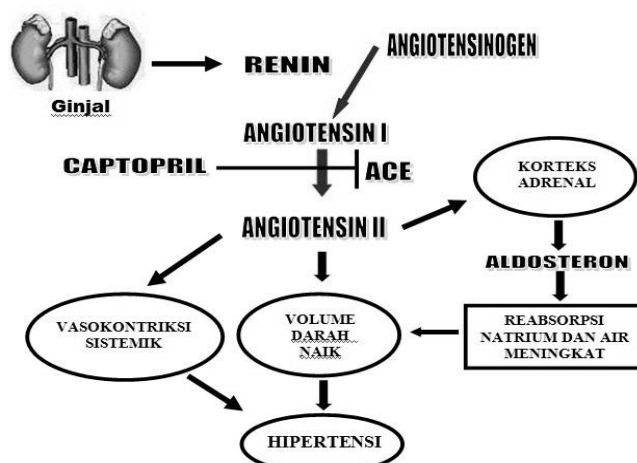 ANGIOTENSINOGEN
RENIN
Ginjal
ANGIOTENSIN I
CAPTOPRIL
ACE
KORTEKS
ADRENAL
ANGIOTENSIN II
ALDOSTERON
VASOKONTRIKSI
SISTEMIK
VOLUME
DARAH
NAIK
REABSORPSI
NATRIUM DAN AIR
MENINGKAT
HIPERTENSI